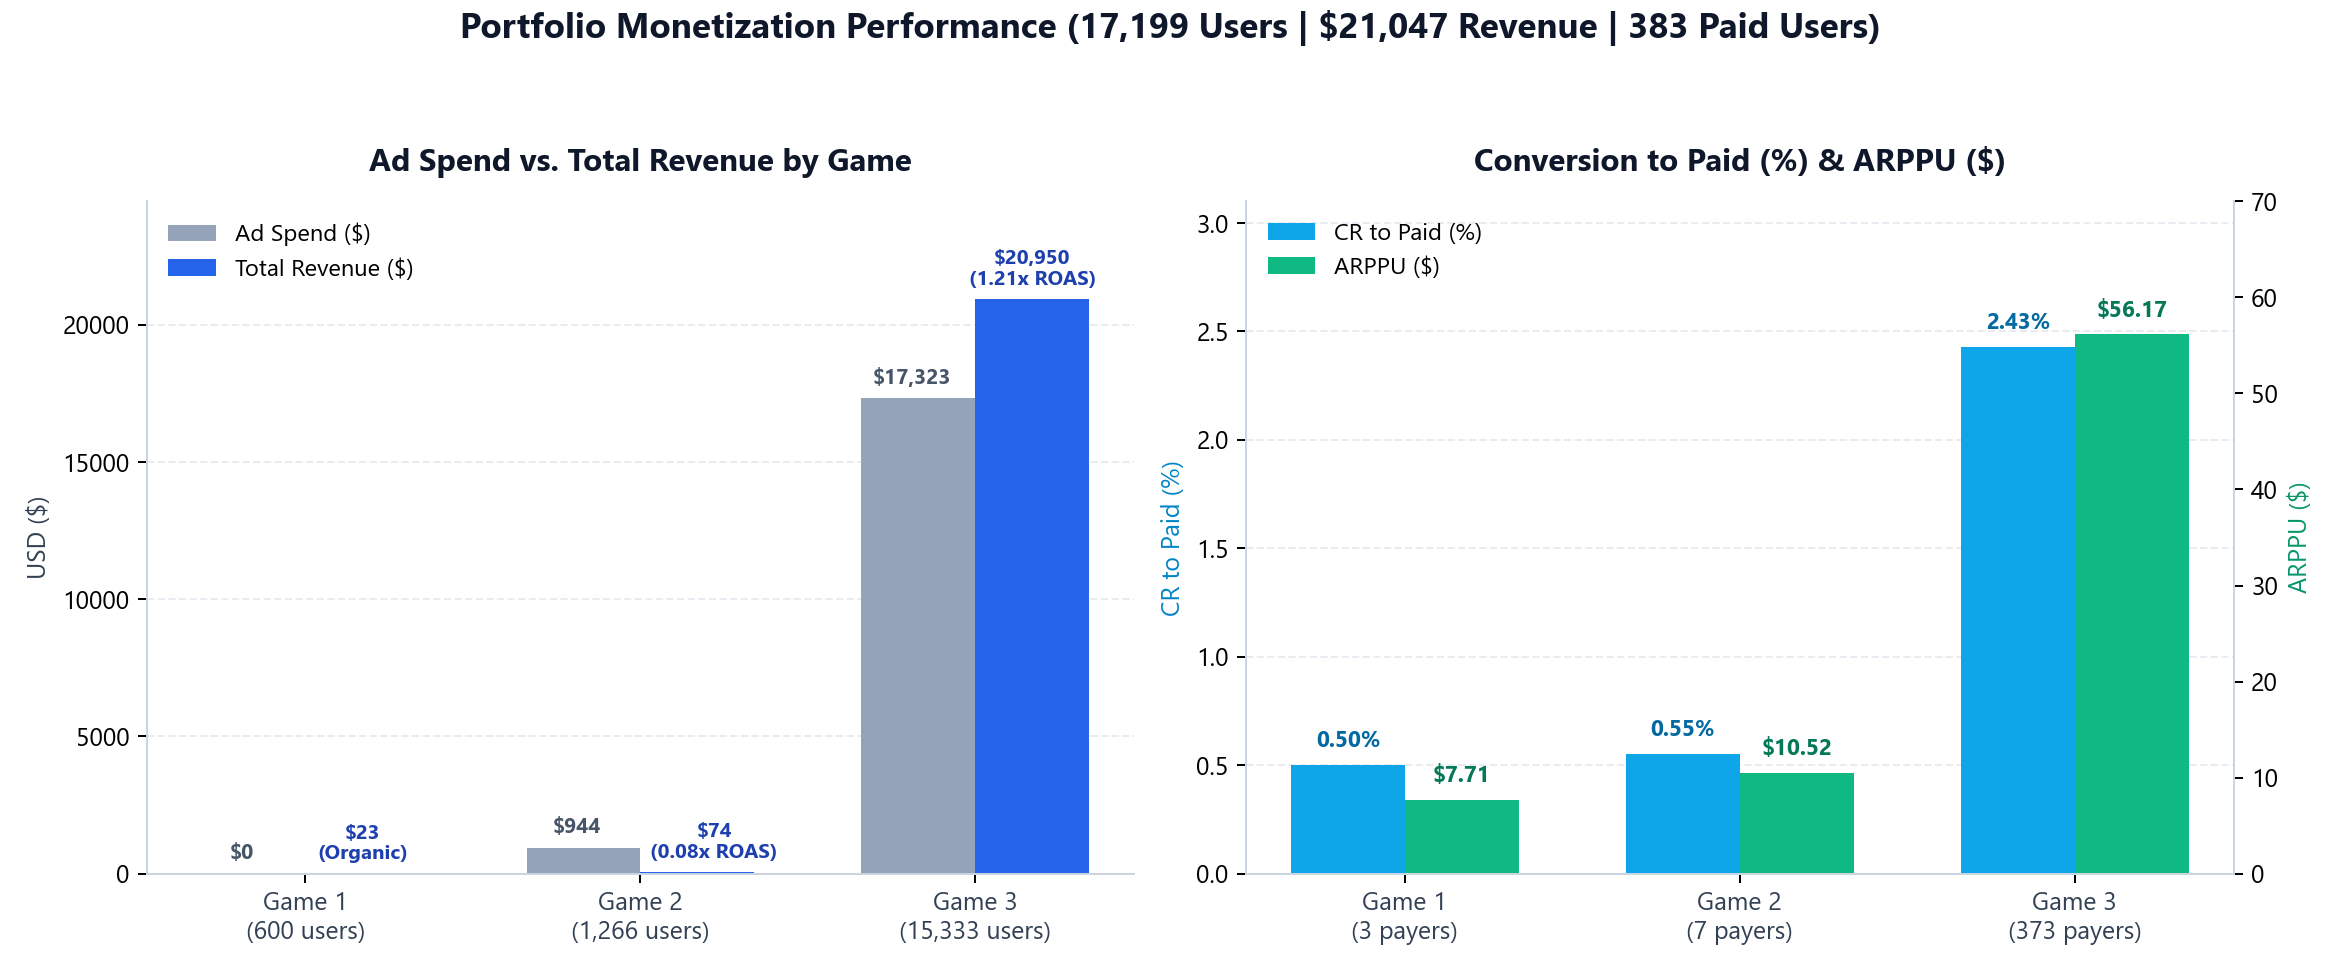 Portfolio Monetization Performance (17,199 Users | $21,047 Revenue | 383 Paid Users)
Ad Spend vs. Total Revenue by Game
Ad Spend ($)
Total Revenue ($)
USD ($)
20000
15000
10000
5000
0
$0
$23
(Organic)
$944
$74
(0.08x ROAS)
$17,323
$20,950
(1.21x ROAS)
Game 1
(600 users)
Game 2
(1,266 users)
Game 3
(15,333 users)
Conversion to Paid (%) & ARPPU ($)
CR to Paid (%)
ARPPU ($)
CR to Paid (%)
3.0
2.5
2.0
1.5
1.0
0.5
0.0
0.50%
$7.71
0.55%
$10.52
2.43%
$56.17
70
60
50
40
30
20
10
0
ARPPU ($)
Game 1
(3 payers)
Game 2
(7 payers)
Game 3
(373 payers)